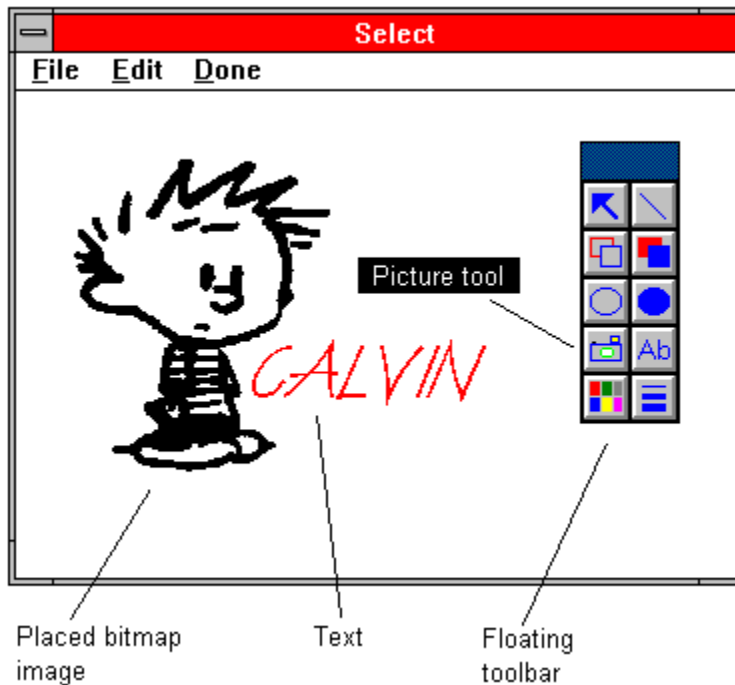 Select
File Edit Done
Picture tool
CALVIN
Ab
Placed bitmap
image
Text
Floating
toolbar